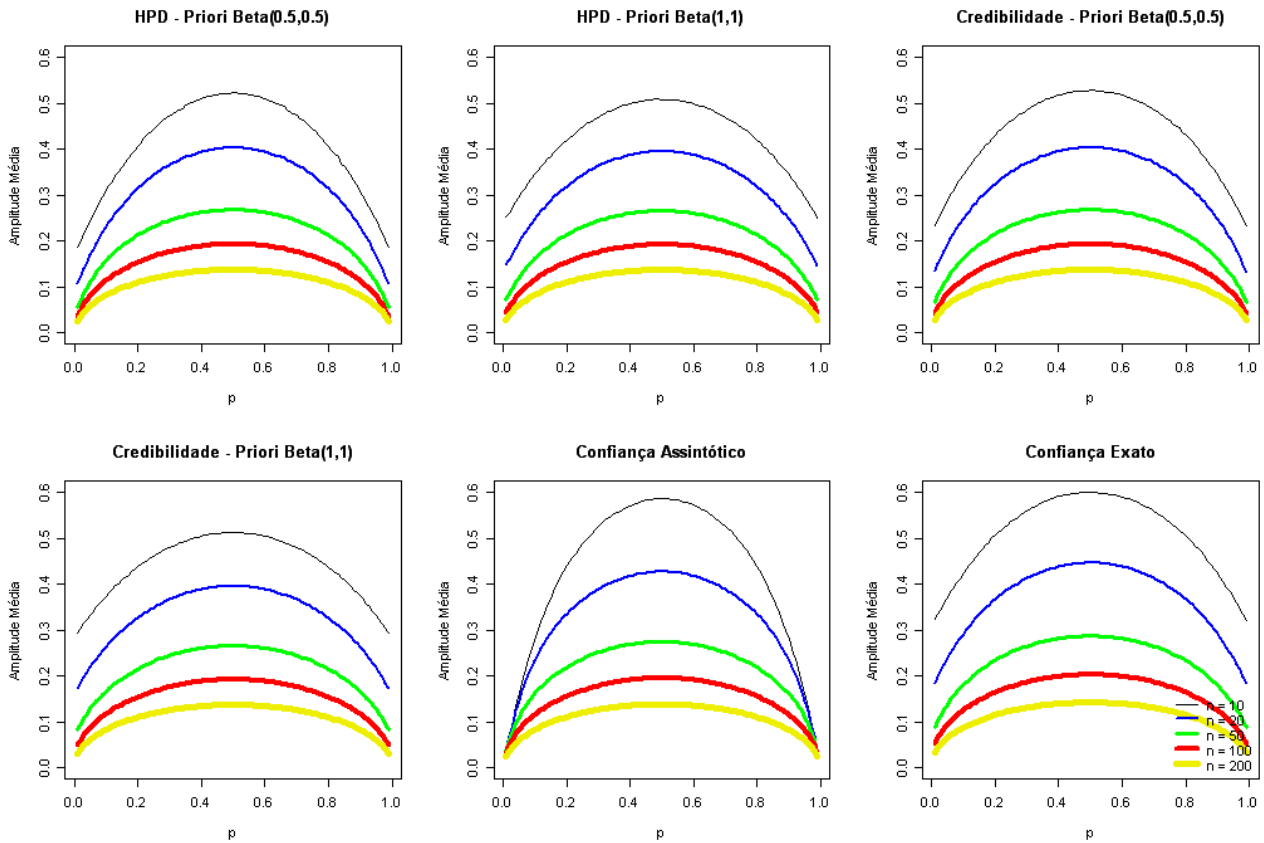 HPD - Priori Beta(0.5,0.5)
Amplitude Média
0.6
0.5
0.4
0.3
0.2
0.1
0.0
0.0 0.2 0.4 0.6 0.8 1.0
p
HPD - Priori Beta(1,1)
Amplitude Média
0.6
0.5
0.4
0.3
0.2
0.1
0.0
0.0 0.2 0.4 0.6 0.8 1.0
p
Credibilidade - Priori Beta(0.5,0.5)
Amplitude Média
0.6
0.5
0.4
0.3
0.2
0.1
0.0
0.0 0.2 0.4 0.6 0.8 1.0
p
Credibilidade - Priori Beta(1,1)
Amplitude Média
0.6
0.5
0.4
0.3
0.2
0.1
0.0
0.0 0.2 0.4 0.6 0.8 1.0
p
Confiança Assintótico
Amplitude Média
0.6
0.5
0.4
0.3
0.2
0.1
0.0
0.0 0.2 0.4 0.6 0.8 1.0
p
Confiança Exato
Amplitude Média
0.6
0.5
0.4
0.3
0.2
0.1
0.0
0.0 0.2 0.4 0.6 0.8 1.0
p
n = 10
n = 20
n = 50
n = 100
n = 200